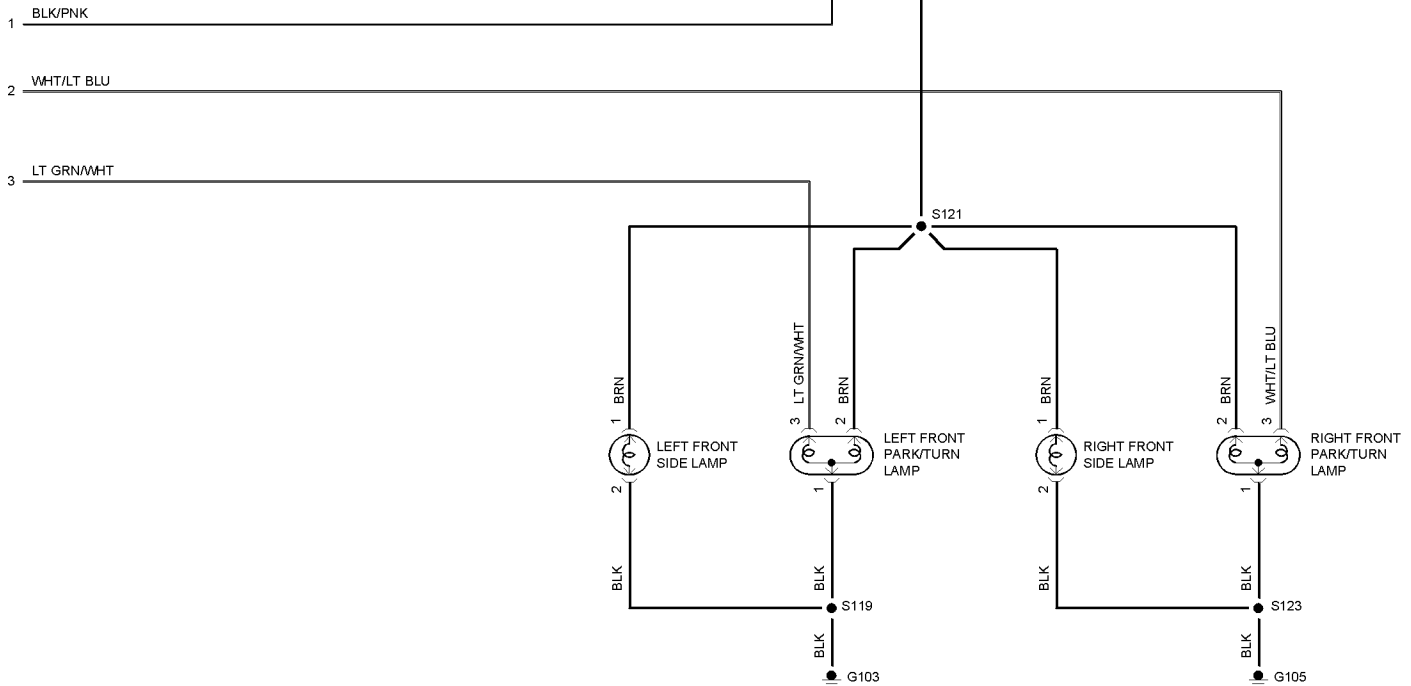 1 BLK/PNK
2 WHT/LT BLU
3 LT GRN/WHT
S121
BRN
LT GRN/WHT
BRN
BRN
BRN
WHT/LT BLU
1
3
2
1
2
3
LEFT FRONT
SIDE LAMP
LEFT FRONT
PARK/TURN
LAMP
RIGHT FRONT
SIDE LAMP
RIGHT FRONT
PARK/TURN
LAMP
2
1
2
1
BLK
BLK
BLK
BLK
S119
S123
BLK
BLK
G103
G105